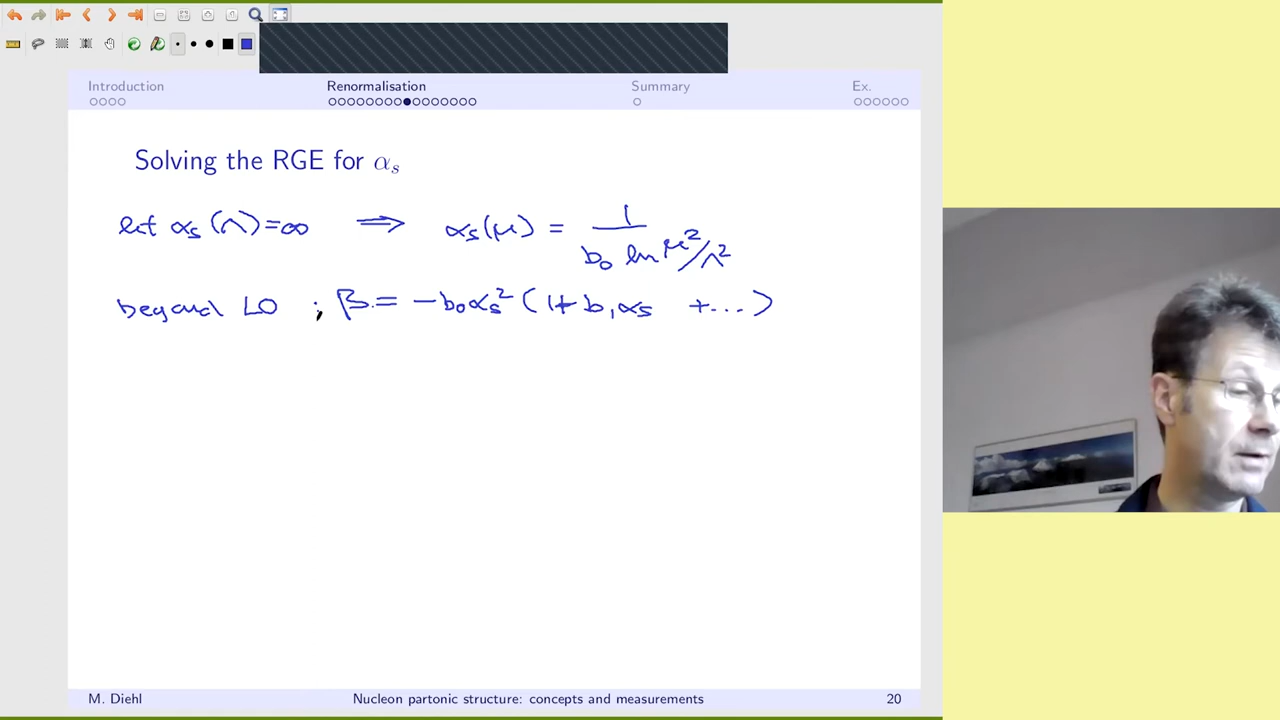 Introduction Renormalisation Summary Ex.
Solving the RGE for αₛ
let αₛ(Λ)=∞ ⟹ αₛ(μ) = 1 / (b₀ ln μ²/Λ²)
beyond LO ; β = −b₀αₛ² (1+ b₁αₛ +...)
M. Diehl Nucleon partonic structure: concepts and measurements 20